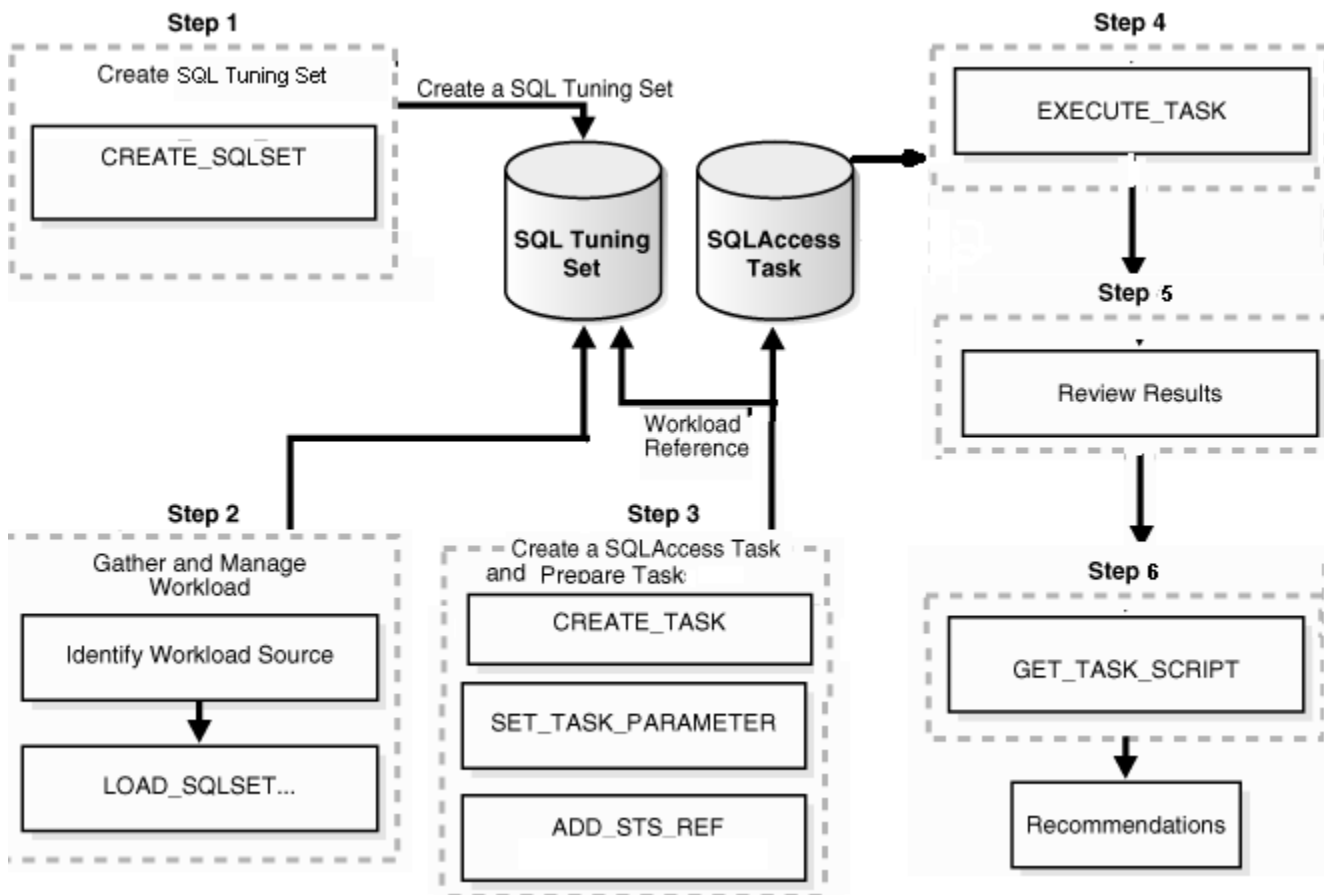 Step 1
Create SQL Tuning Set
CREATE_SQLSET
Create a SQL Tuning Set
SQL Tuning
Set
SQLAccess
Task
Workload
Reference
Step 2
Gather and Manage
Workload
Identify Workload Source
LOAD_SQLSET...
Step 3
Create a SQLAccess Task
and Prepare Task
CREATE_TASK
SET_TASK_PARAMETER
ADD_STS_REF
Step 4
EXECUTE_TASK
Step 5
Review Results
Step 6
GET_TASK_SCRIPT
Recommendations